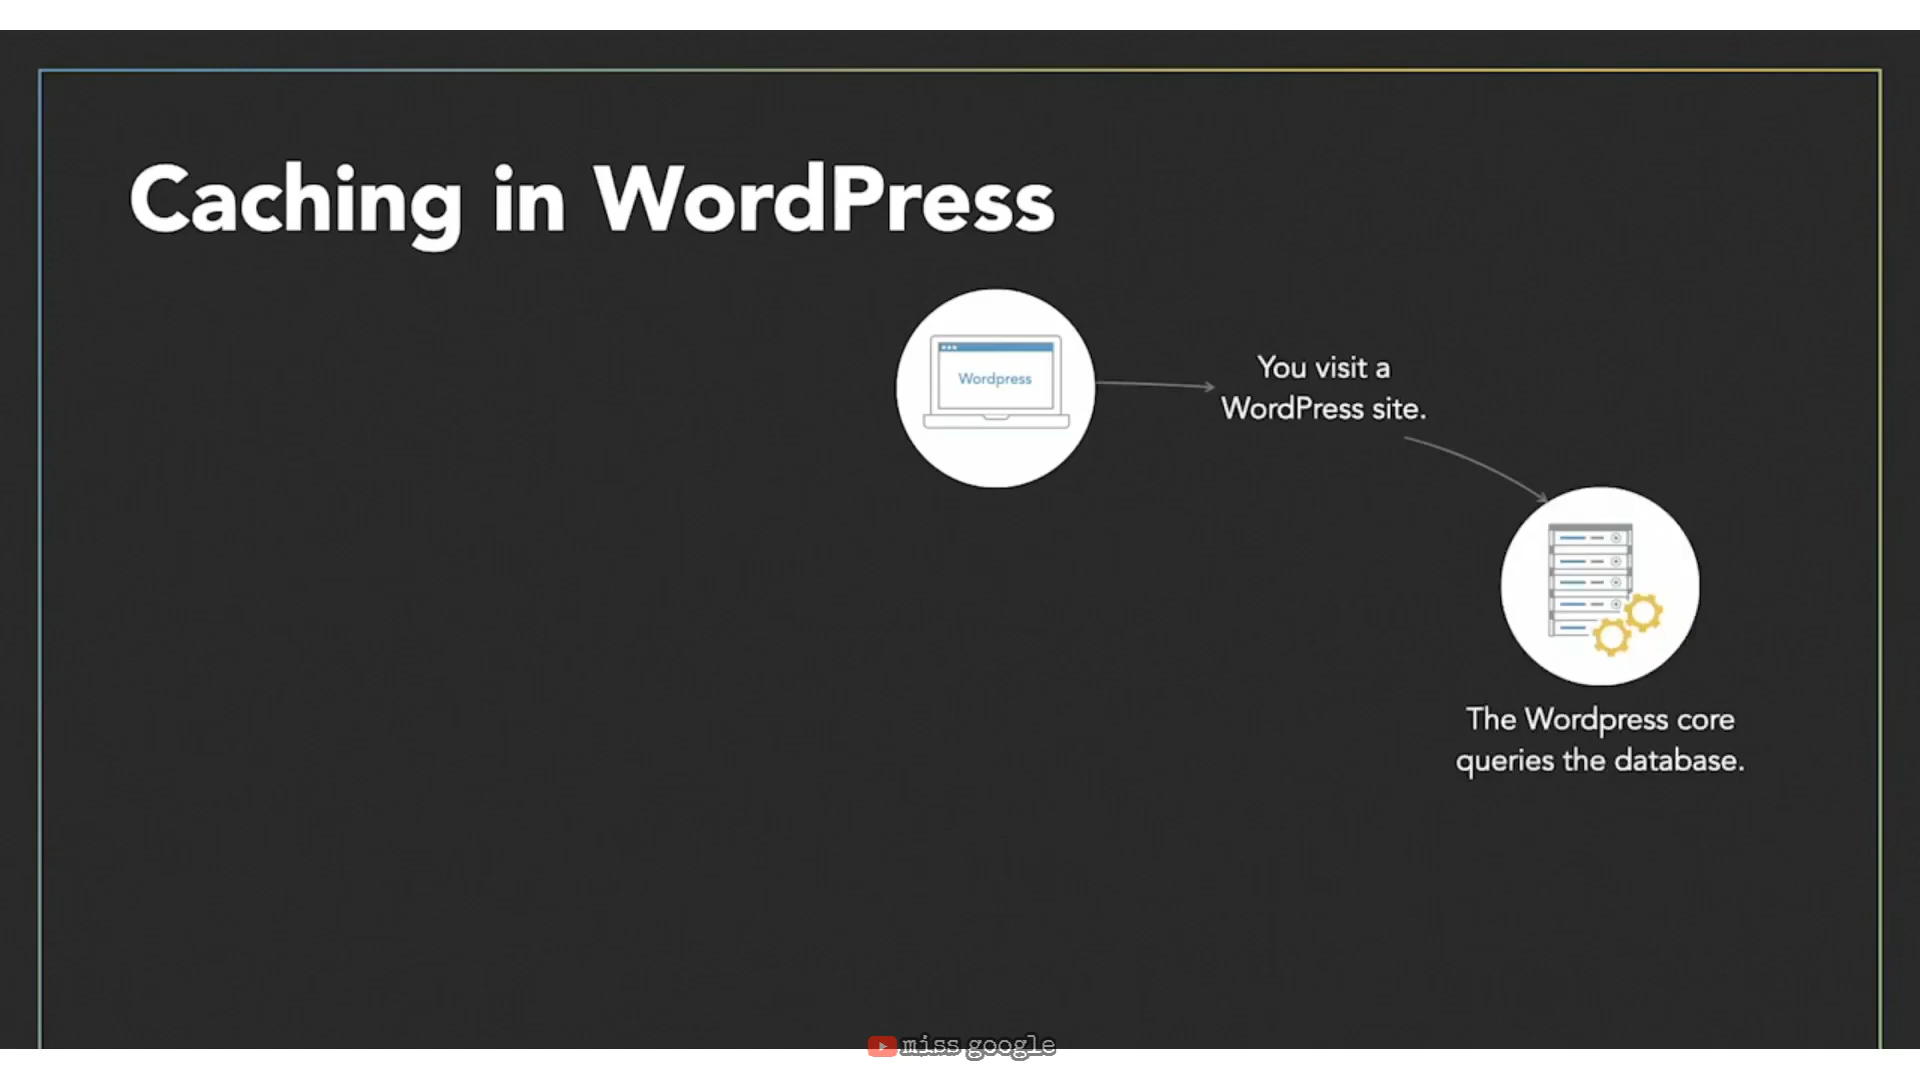 Caching in WordPress
Wordpress
You visit a
WordPress site.
The Wordpress core
queries the database.
miss google